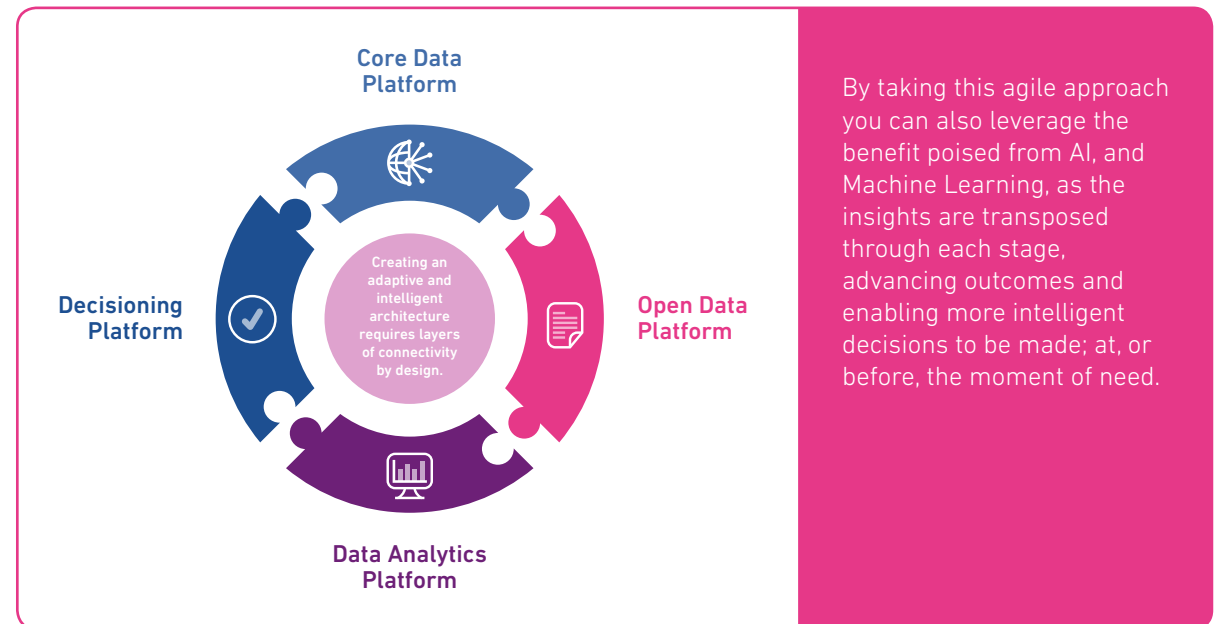 Core Data
Platform
Decisioning
Platform
Creating an
adaptive and
intelligent
architecture
requires layers
of connectivity
by design.
Open Data
Platform
Data Analytics
Platform
By taking this agile approach
you can also leverage the
benefit poised from AI, and
Machine Learning, as the
insights are transposed
through each stage,
advancing outcomes and
enabling more intelligent
decisions to be made; at, or
before, the moment of need.